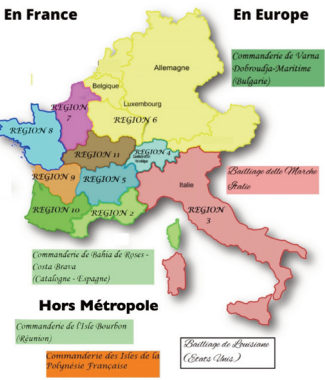 En France
En Europe
Allemagne
Commanderie de Varna
Dobroudja-Maritime
(Bulgarie)
Belgique
REGION
7
Luxembourg
REGION 6
REGION 8
REGION 11
REGION 4
REGION 9
REGION 5
Bailliage delle Marche
Italie
Italie
REGION
3
REGION 10
REGION 2
Commanderie de Bahia de Roses -
Costa Brava
(Catalogne - Espagne)
Hors Métropole
Commanderie de l'Isle Bourbon
(Réunion)
Commanderie des Isles de la
Polynésie Française
Bailliage de Louisiane
(Etats Unis)